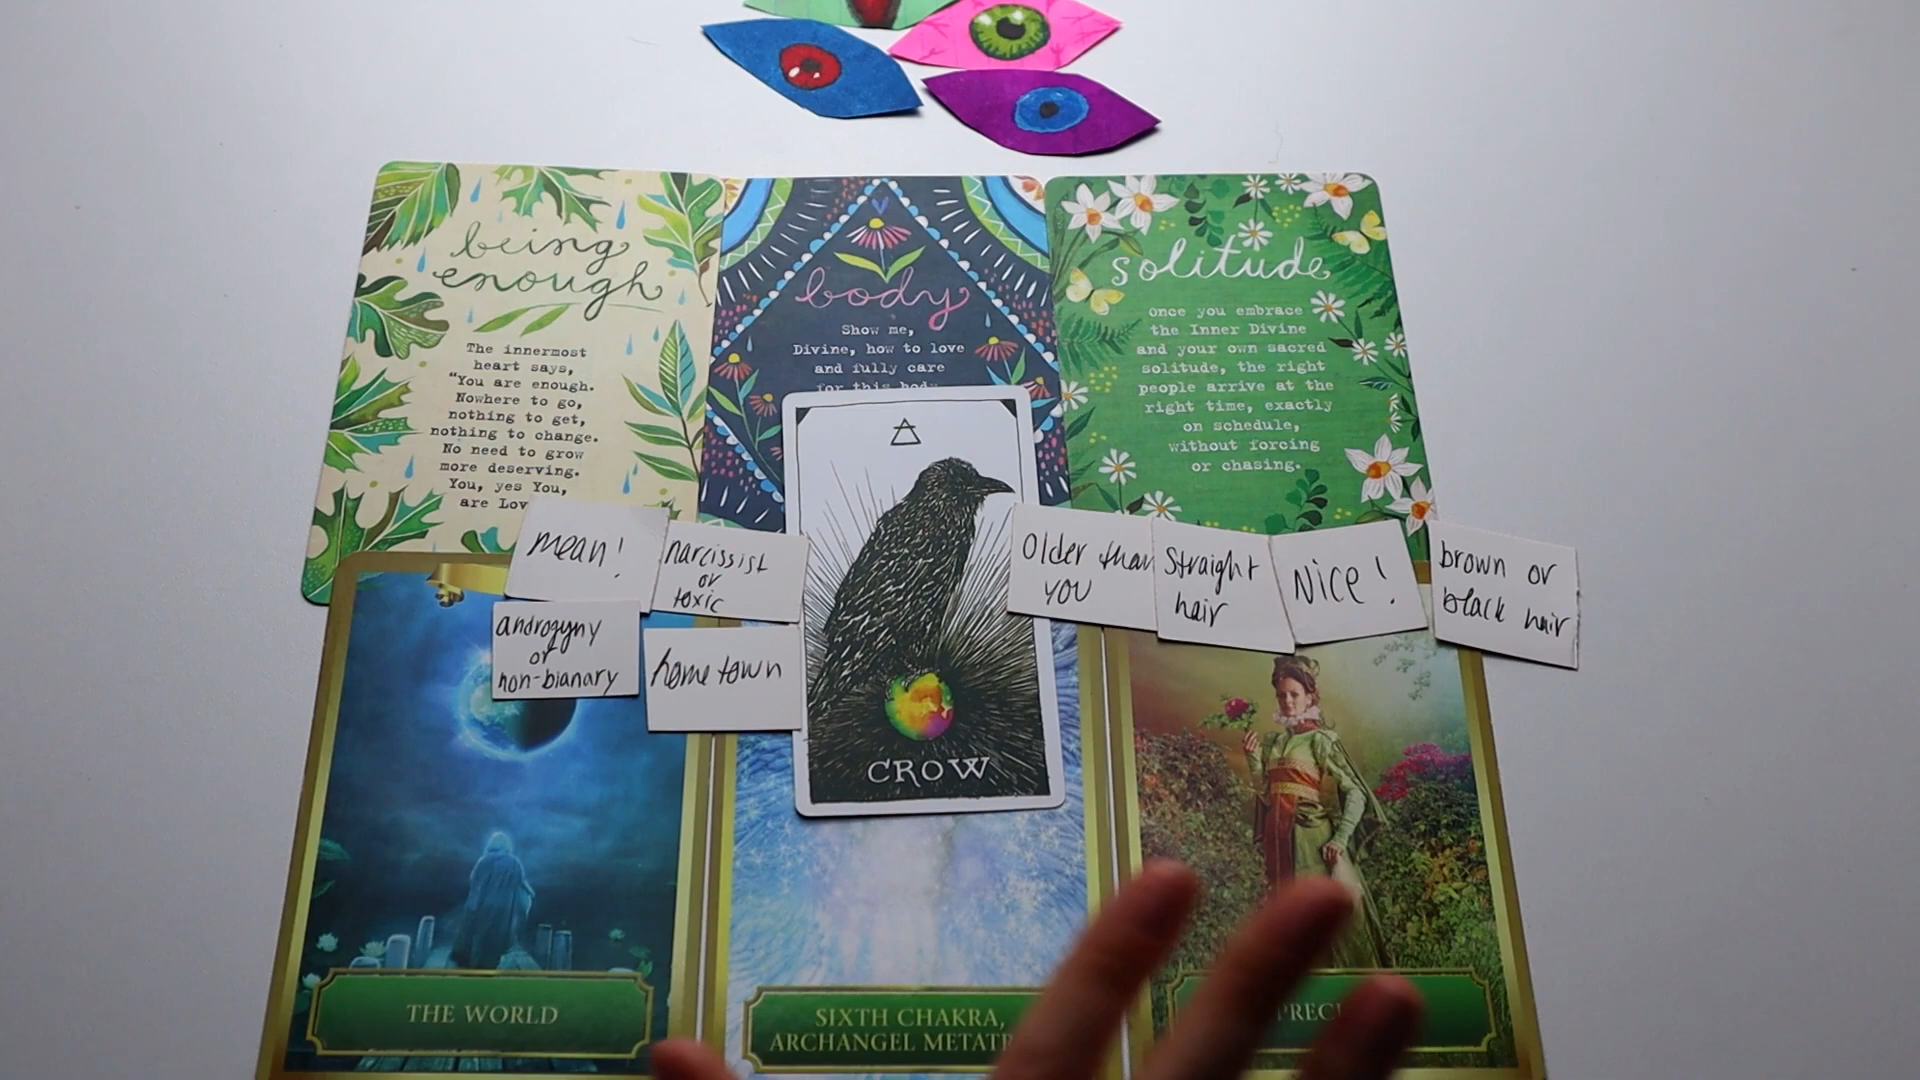 being
enough
The innermost
heart says,
"You are enough.
Nowhere to go,
nothing to get,
nothing to change.
No need to grow
more deserving.
You, yes You,
are Lov
body
Show me,
Divine, how to love
and fully care
for this body
solitude
Once you embrace
the Inner Divine
and your own sacred
solitude, the right
people arrive at the
right time, exactly
on schedule,
without forcing
or chasing.
mean!
narcissist
or
toxic
androgyny
or
non-bianary
home town
CROW
Older than
you
Straight
hair
Nice!
brown or
black hair
THE WORLD
SIXTH CHAKRA,
ARCHANGEL METATR